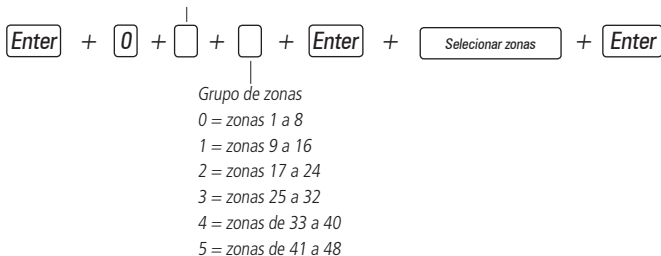 Enter + 0 + + + Enter + Selecionar zonas + Enter
Grupo de zonas
0 = zonas 1 a 8
1 = zonas 9 a 16
2 = zonas 17 a 24
3 = zonas 25 a 32
4 = zonas de 33 a 40
5 = zonas de 41 a 48